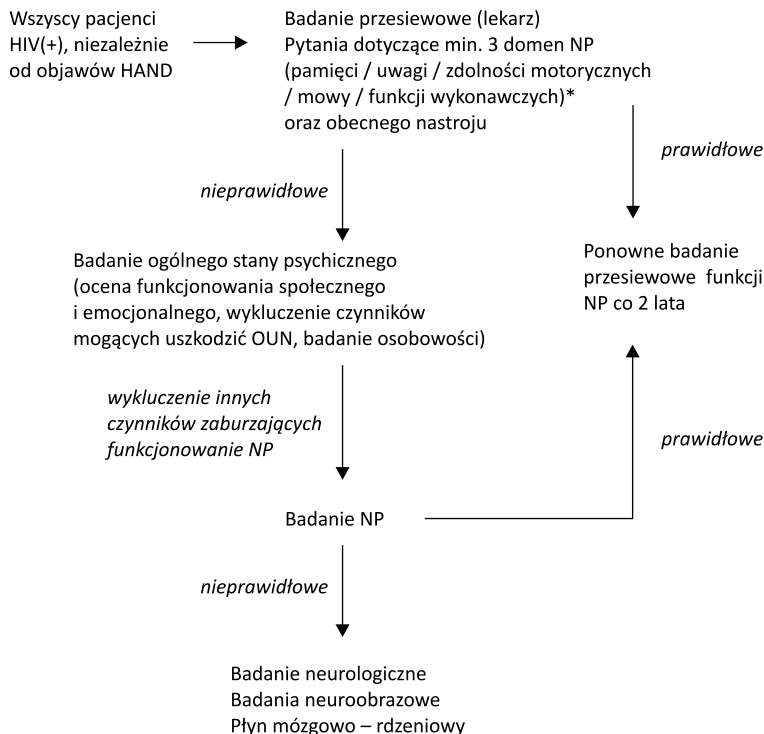 Wszyscy pacjenci
HIV(+), niezależnie
od objawów HAND
Badanie przesiewowe (lekarz)
Pytania dotyczące min. 3 domen NP
(pamięci / uwagi / zdolności motorycznych
/ mowy / funkcji wykonawczych)*
oraz obecnego nastroju
prawidłowe
nieprawidłowe
Ponowne badanie
przesiewowe funkcji
NP co 2 lata
Badanie ogólnego stany psychicznego
(ocena funkcjonowania społecznego
i emocjonalnego, wykluczenie czynników
mogących uszkodzić OUN, badanie osobowości)
wykluczenie innych
czynników zaburzających
funkcjonowanie NP
prawidłowe
Badanie NP
nieprawidłowe
Badanie neurologiczne
Badania neuroobrazowe
Płyn mózgowo – rdzeniowy